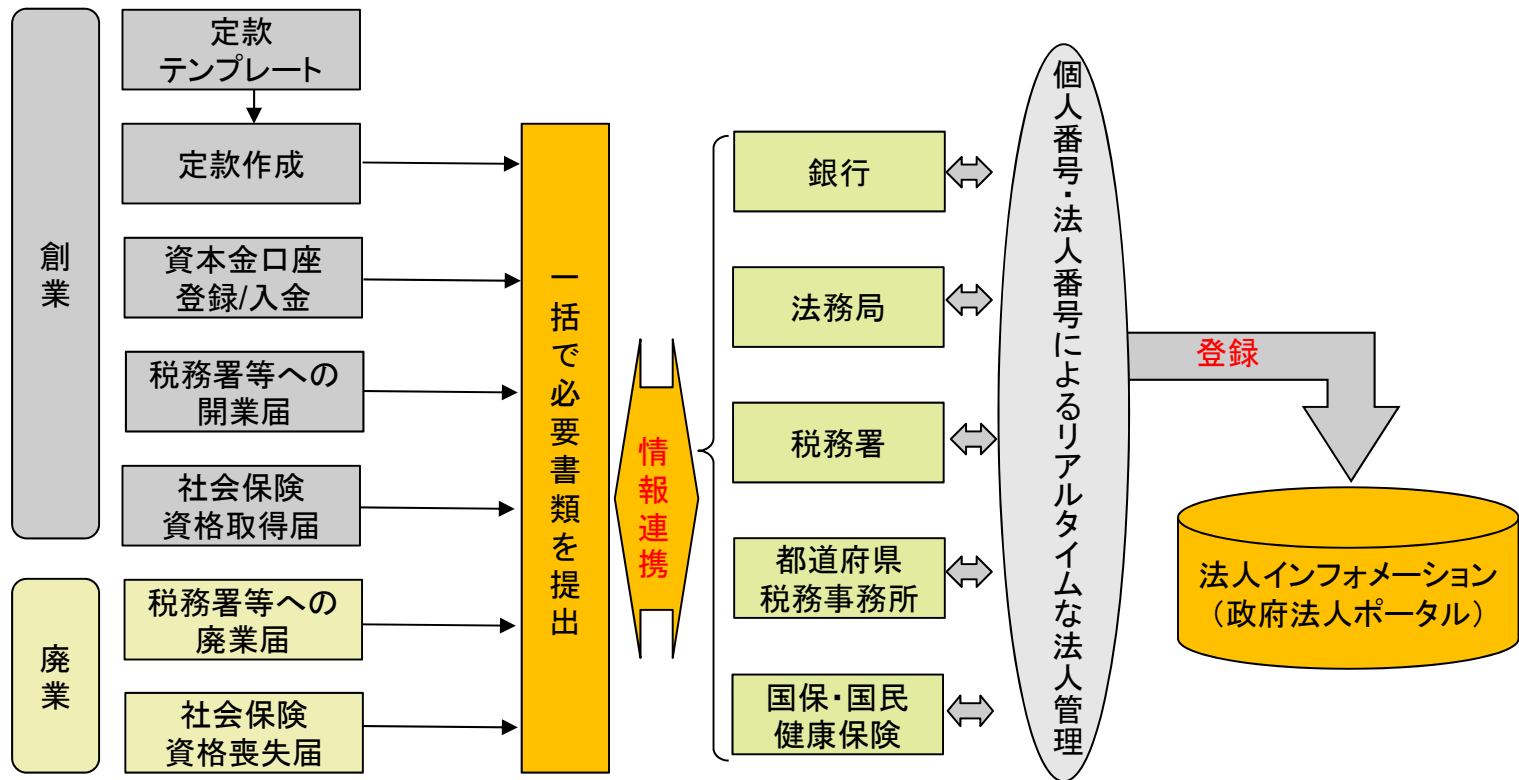 創業
定款
テンプレート
定款作成
資本金口座
登録/入金
税務署等への
開業届
社会保険
資格取得届
廃業
税務署等への
廃業届
社会保険
資格喪失届
一括で必要書類を提出
情報連携
銀行
法務局
税務署
都道府県
税務事務所
国保・国民
健康保険
個人番号・法人番号によるリアルタイムな法人管理
登録
法人インフォメーション
（政府法人ポータル）